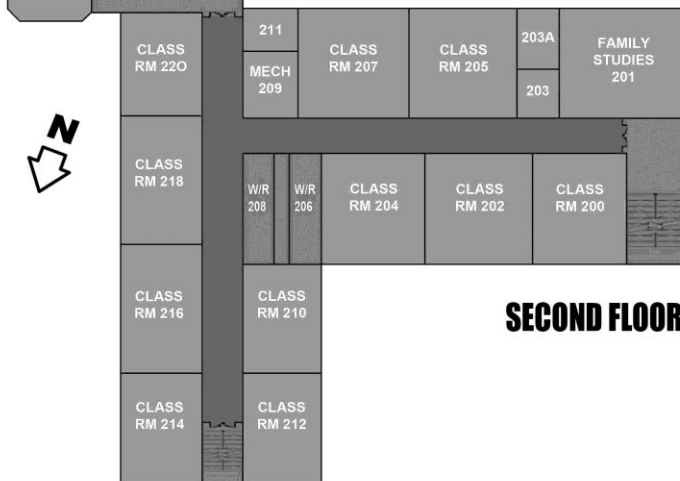 CLASS
RM 22O
211
MECH
209
CLASS
RM 207
CLASS
RM 205
203A
203
FAMILY
STUDIES
201
N
CLASS
RM 218
W/R
208
W/R
206
CLASS
RM 204
CLASS
RM 202
CLASS
RM 200
CLASS
RM 216
CLASS
RM 210
SECOND FLOOR
CLASS
RM 214
CLASS
RM 212